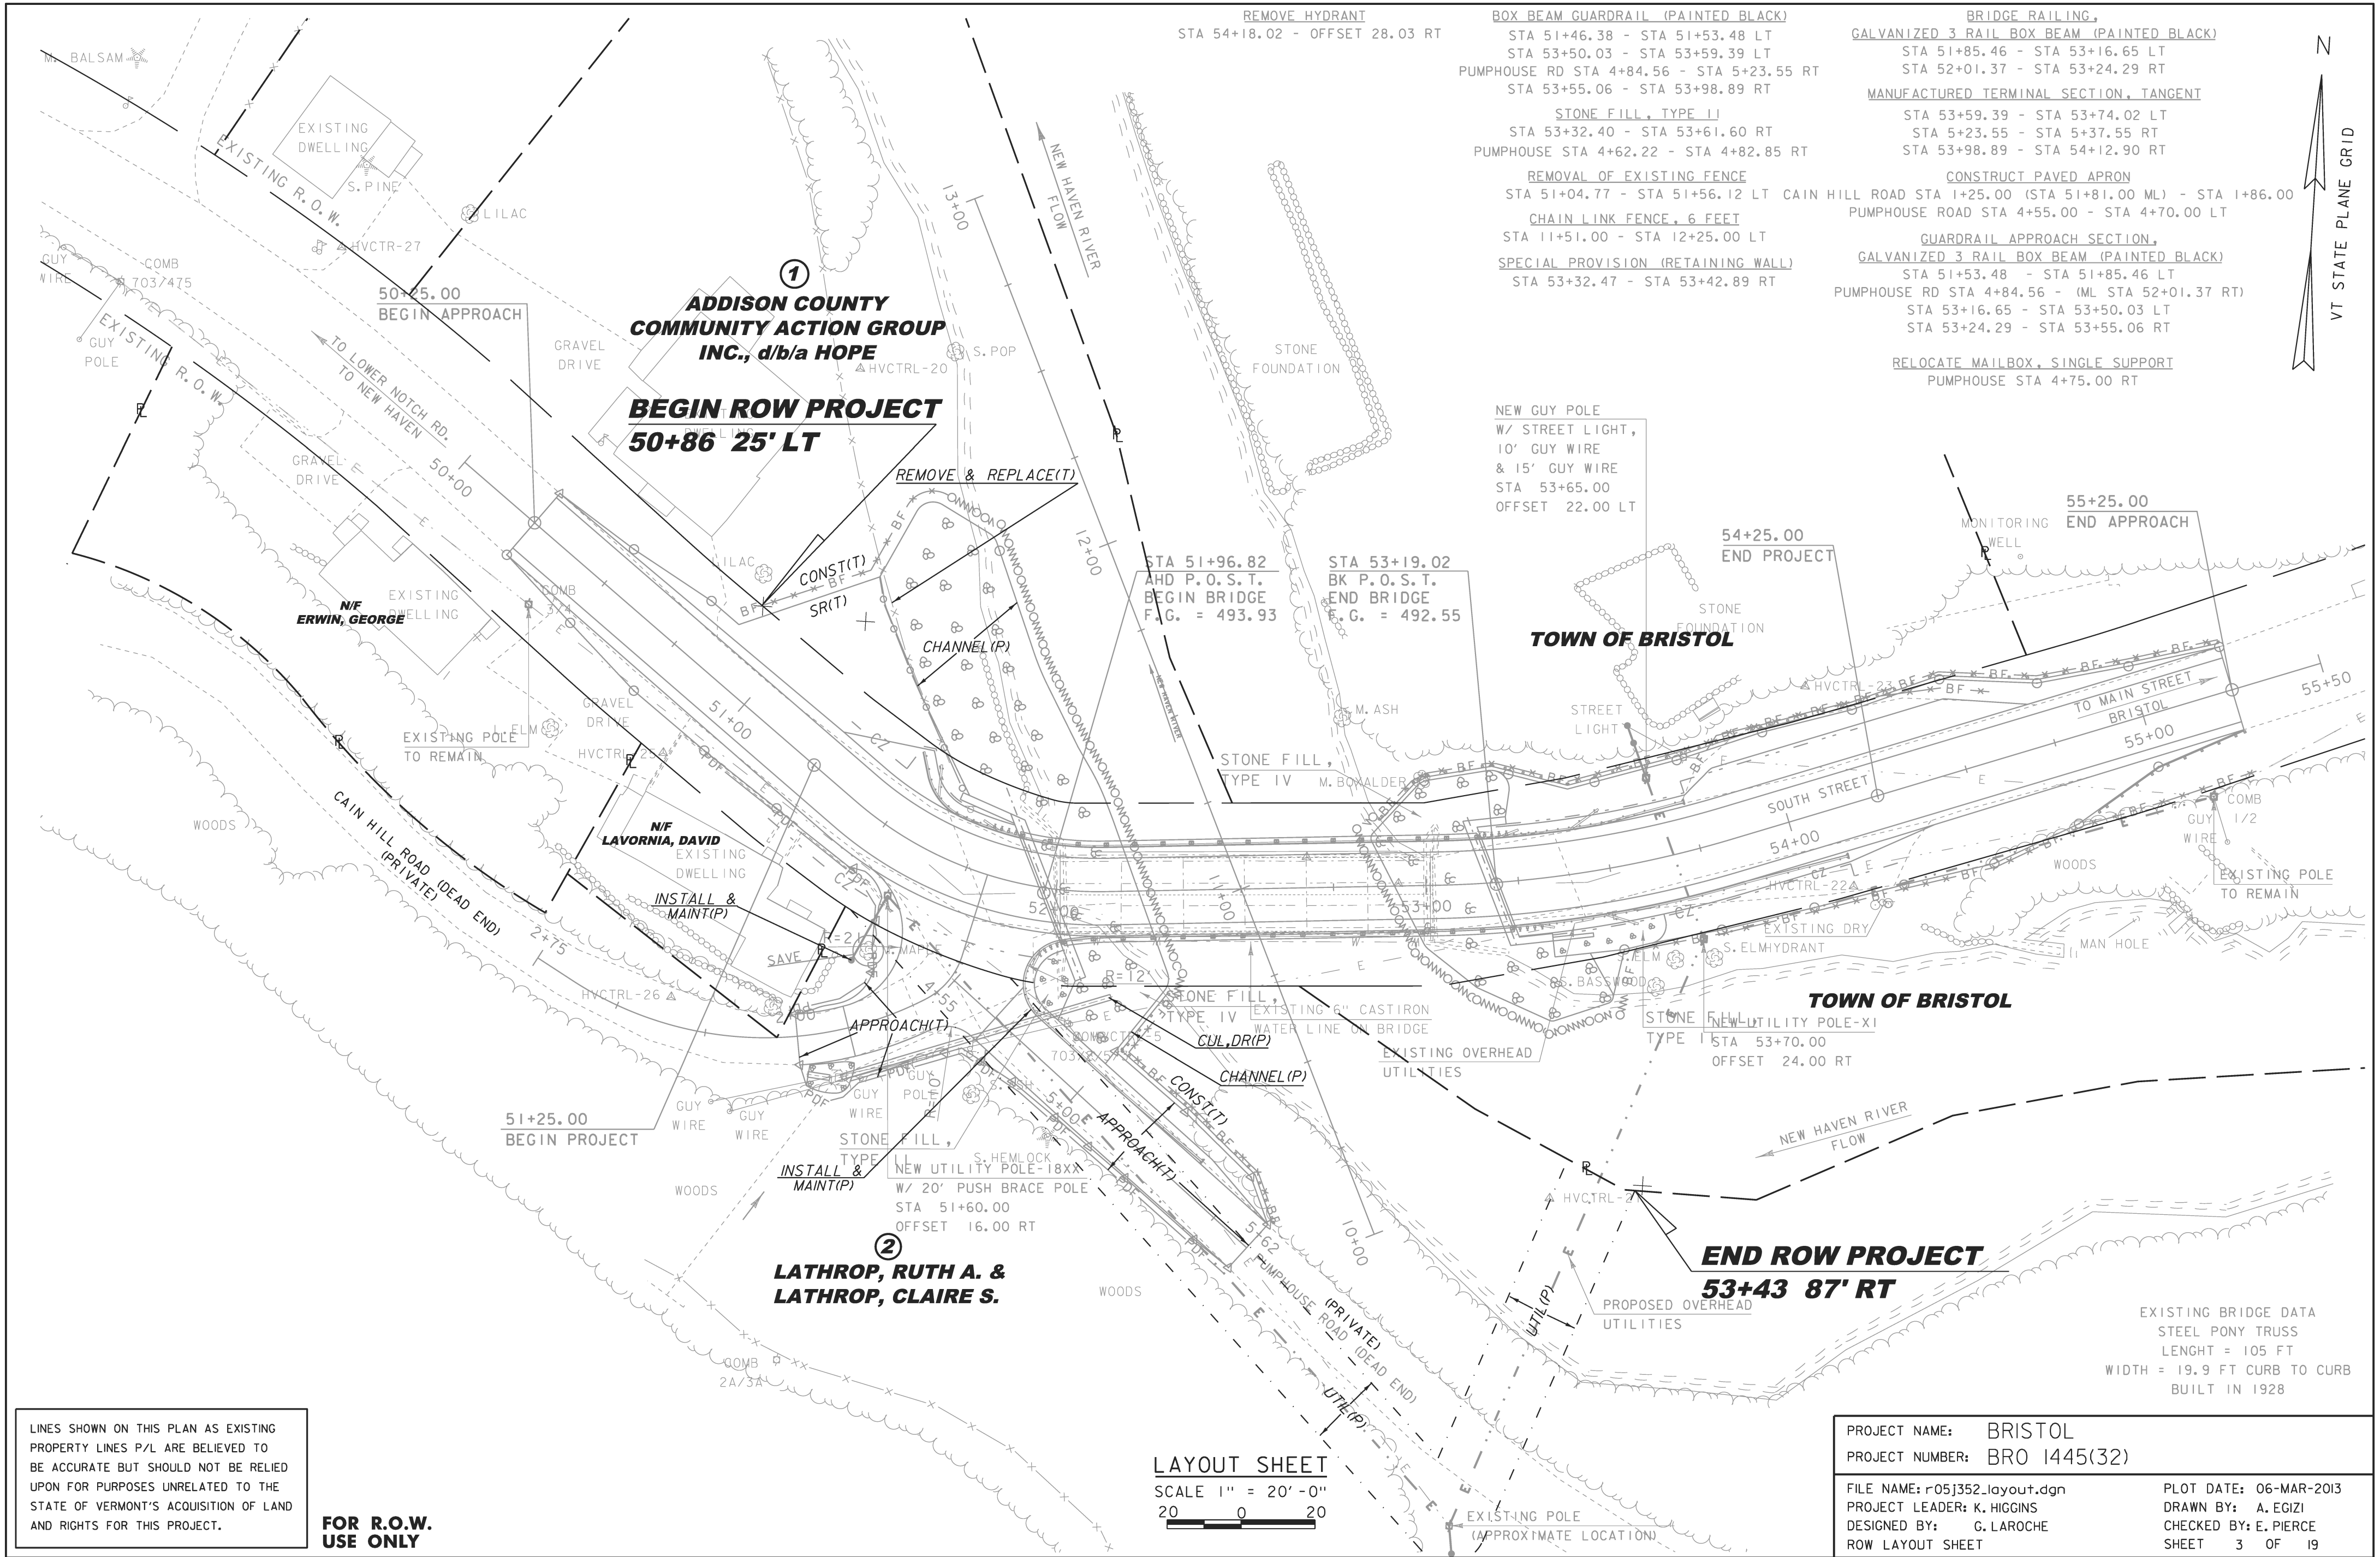 REMOVE HYDRANT
STA 54+18.02 - OFFSET 28.03 RT
BOX BEAM GUARDRAIL (PAINTED BLACK)
STA 51+46.38 - STA 51+53.48 LT
STA 53+50.03 - STA 53+59.39 LT
PUMPHOUSE RD STA 4+84.56 - STA 5+23.55 RT
STA 53+55.06 - STA 53+98.89 RT
STONE FILL, TYPE II
STA 53+32.40 - STA 53+61.60 RT
PUMPHOUSE STA 4+62.22 - STA 4+82.85 RT
REMOVAL OF EXISTING FENCE
STA 51+04.77 - STA 51+56.12 LT
CHAIN LINK FENCE, 6 FEET
STA 11+51.00 - STA 12+25.00 LT
SPECIAL PROVISION (RETAINING WALL)
STA 53+32.47 - STA 53+42.89 RT
BRIDGE RAILING,
GALVANIZED 3 RAIL BOX BEAM (PAINTED BLACK)
STA 51+85.46 - STA 53+16.65 LT
STA 52+01.37 - STA 53+24.29 RT
MANUFACTURED TERMINAL SECTION, TANGENT
STA 53+59.39 - STA 53+74.02 LT
STA 5+23.55 - STA 5+37.55 RT
STA 53+98.89 - STA 54+12.90 RT
CONSTRUCT PAVED APRON
CAIN HILL ROAD STA 1+25.00 (STA 51+81.00 ML) - STA 1+86.00
PUMPHOUSE ROAD STA 4+55.00 - STA 4+70.00 LT
GUARDRAIL APPROACH SECTION,
GALVANIZED 3 RAIL BOX BEAM (PAINTED BLACK)
STA 51+53.48 - STA 51+85.46 LT
PUMPHOUSE RD STA 4+84.56 - (ML STA 52+01.37 RT)
STA 53+16.65 - STA 53+50.03 LT
STA 53+24.29 - STA 53+55.06 RT
RELOCATE MAILBOX, SINGLE SUPPORT
PUMPHOUSE STA 4+75.00 RT
N
VT STATE PLANE GRID
M. BALSAM
EXISTING
DWELLING
S.PINE
EXISTING R.O.W.
LILAC
HVCTR-27
GUY
WIRE
COMB
703/475
GUY
POLE
EXISTING R.O.W.
50+25.00
BEGIN APPROACH
TO LOWER NOTCH RD.
TO NEW HAVEN
GRAVEL
DRIVE
1
ADDISON COUNTY
COMMUNITY ACTION GROUP
INC., d/b/a HOPE
BEGIN ROW PROJECT
50+86 25' LT
DWELLING
HVCTRL-20
S.POP
13+00
NEW HAVEN RIVER
FLOW
STONE
FOUNDATION
NEW GUY POLE
W/ STREET LIGHT,
10' GUY WIRE
& 15' GUY WIRE
STA 53+65.00
OFFSET 22.00 LT
GRAVEL
DRIVE
50+00
REMOVE & REPLACE(T)
12+00
LILAC
CONST(T)
SR(T)
BF
CHANNEL(P)
STA 51+96.82
AHD P.O.S.T.
BEGIN BRIDGE
F.G. = 493.93
STA 53+19.02
BK P.O.S.T.
END BRIDGE
F.G. = 492.55
54+25.00
END PROJECT
55+25.00
END APPROACH
MONITORING
WELL
STONE
FOUNDATION
TOWN OF BRISTOL
N/F
ERWIN, GEORGE
EXISTING
DWELLING
COMB
3/4
GRAVEL
DRIVE
EXISTING POLE
TO REMAIN
L.ELM
HVCTRL-25
51+00
CZ
PDF
NEW HAVEN RIVER
M.ASH
STREET
LIGHT
HVCTRL-23
TO MAIN STREET
BRISTOL
55+50
55+00
STONE FILL,
TYPE IV
M.BOXALDER
SOUTH STREET
54+00
COMB
1/2
GUY
WIRE
WOODS
EXISTING POLE
TO REMAIN
CAIN HILL ROAD (DEAD END)
(PRIVATE)
WOODS
N/F
LAVORNIA, DAVID
EXISTING
DWELLING
INSTALL &
MAINT(P)
SAVE
MAPLE
2+75
HVCTRL-26
2+00
52+00
11+00
53+00
HVCTRL-22
CZ
EXISTING DRY
HYDRANT
S.ELM
S.ELM
S.BASSWOOD
MAN HOLE
4+55
R=12
APPROACH(T)
STONE FILL,
TYPE IV
EXISTING 6" CASTIRON
WATER LINE ON BRIDGE
CUL,DR(P)
CHANNEL(P)
EXISTING OVERHEAD
UTILITIES
STONE FILL,
TYPE II
NEW UTILITY POLE-X1
STA 53+70.00
OFFSET 24.00 RT
TOWN OF BRISTOL
51+25.00
BEGIN PROJECT
GUY
WIRE
GUY
WIRE
GUY
WIRE
GUY
POLE
5+00
CONST(T)
APPROACH(T)
STONE FILL,
TYPE II
S.HEMLOCK
INSTALL &
MAINT(P)
NEW UTILITY POLE-18XX
W/ 20' PUSH BRACE POLE
STA 51+60.00
OFFSET 16.00 RT
WOODS
2
LATHROP, RUTH A. &
LATHROP, CLAIRE S.
5+62
10+00
NEW HAVEN RIVER
FLOW
END ROW PROJECT
53+43 87' RT
UTIL(P)
PROPOSED OVERHEAD
UTILITIES
WOODS
PUMPHOUSE ROAD (DEAD END)
(PRIVATE)
UTIL(P)
COMB
2A/3A
EXISTING BRIDGE DATA
STEEL PONY TRUSS
LENGHT = 105 FT
WIDTH = 19.9 FT CURB TO CURB
BUILT IN 1928
EXISTING POLE
(APPROXIMATE LOCATION)
LAYOUT SHEET
SCALE 1" = 20'-0"
20 0 20
LINES SHOWN ON THIS PLAN AS EXISTING
PROPERTY LINES P/L ARE BELIEVED TO
BE ACCURATE BUT SHOULD NOT BE RELIED
UPON FOR PURPOSES UNRELATED TO THE
STATE OF VERMONT'S ACQUISITION OF LAND
AND RIGHTS FOR THIS PROJECT.
FOR R.O.W.
USE ONLY
PROJECT NAME: BRISTOL
PROJECT NUMBER: BRO 1445(32)
FILE NAME: r05j352_layout.dgn
PROJECT LEADER: K. HIGGINS
DESIGNED BY: G. LAROCHE
ROW LAYOUT SHEET
PLOT DATE: 06-MAR-2013
DRAWN BY: A. EGIZI
CHECKED BY: E. PIERCE
SHEET 3 OF 19